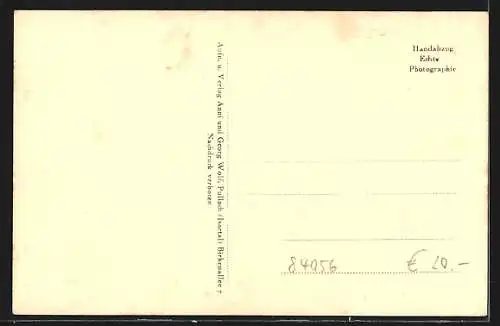 Handabzug
Echte
Photographie
Aufn. u. Verlag Anni und Georg Wolf, Pullach (Isartal) Birkenallee 7
Nachdruck verboten
84056
€ 20.-